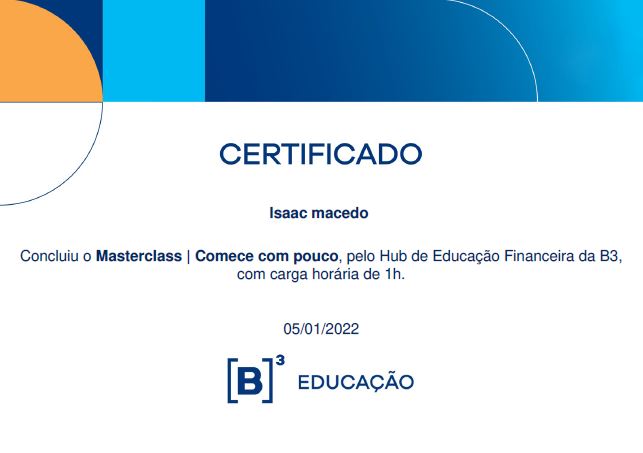 CERTIFICADO
Isaac macedo
Concluiu o Masterclass | Comece com pouco, pelo Hub de Educação Financeira da B3,
com carga horária de 1h.
05/01/2022
[B]³ EDUCAÇÃO